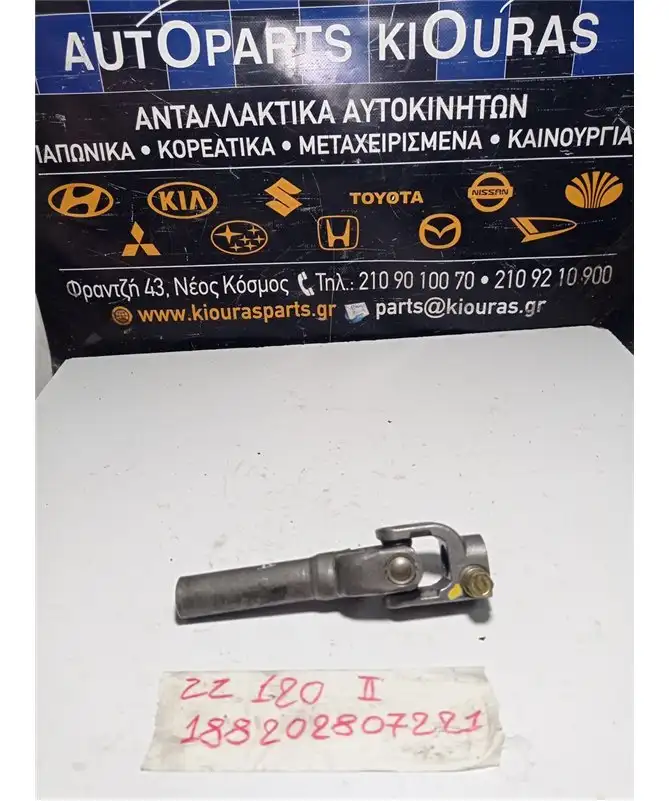 AUTOPARTS KIOURAS
ΑΝΤΑΛΛΑΚΤΙΚΑ ΑΥΤΟΚΙΝΗΤΩΝ
ΙΑΠΩΝΙΚΑ • ΚΟΡΕΑΤΙΚΑ • ΜΕΤΑΧΕΙΡΙΣΜΕΝΑ • ΚΑΙΝΟΥΡΓΙΑ
KIA TOYOTA NISSAN
Φραντζή 43, Νέος Κόσμος Τηλ.: 210 90 100 70 • 210 92 10 900
www.kiourasparts.gr parts@kiouras.gr
ZZ 120 II
188202807221